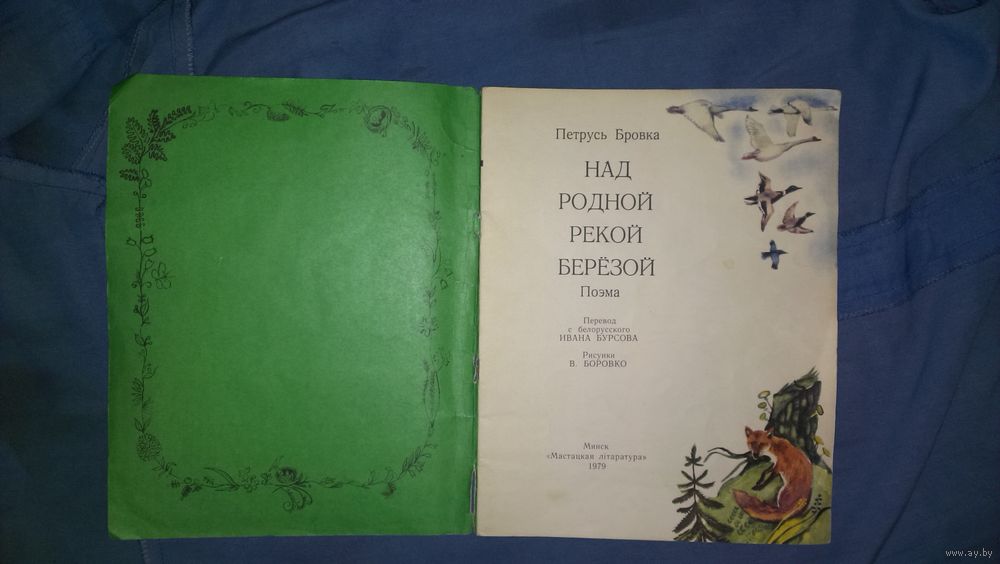 Петрусь Бровка
НАД
РОДНОЙ
РЕКОЙ
БЕРЁЗОЙ
Поэма
Перевод
с белорусского
ИВАНА БУРСОВА
Рисунки
В. БОРОВКО
Минск
«Мастацкая літаратура»
1979
www.ay.by